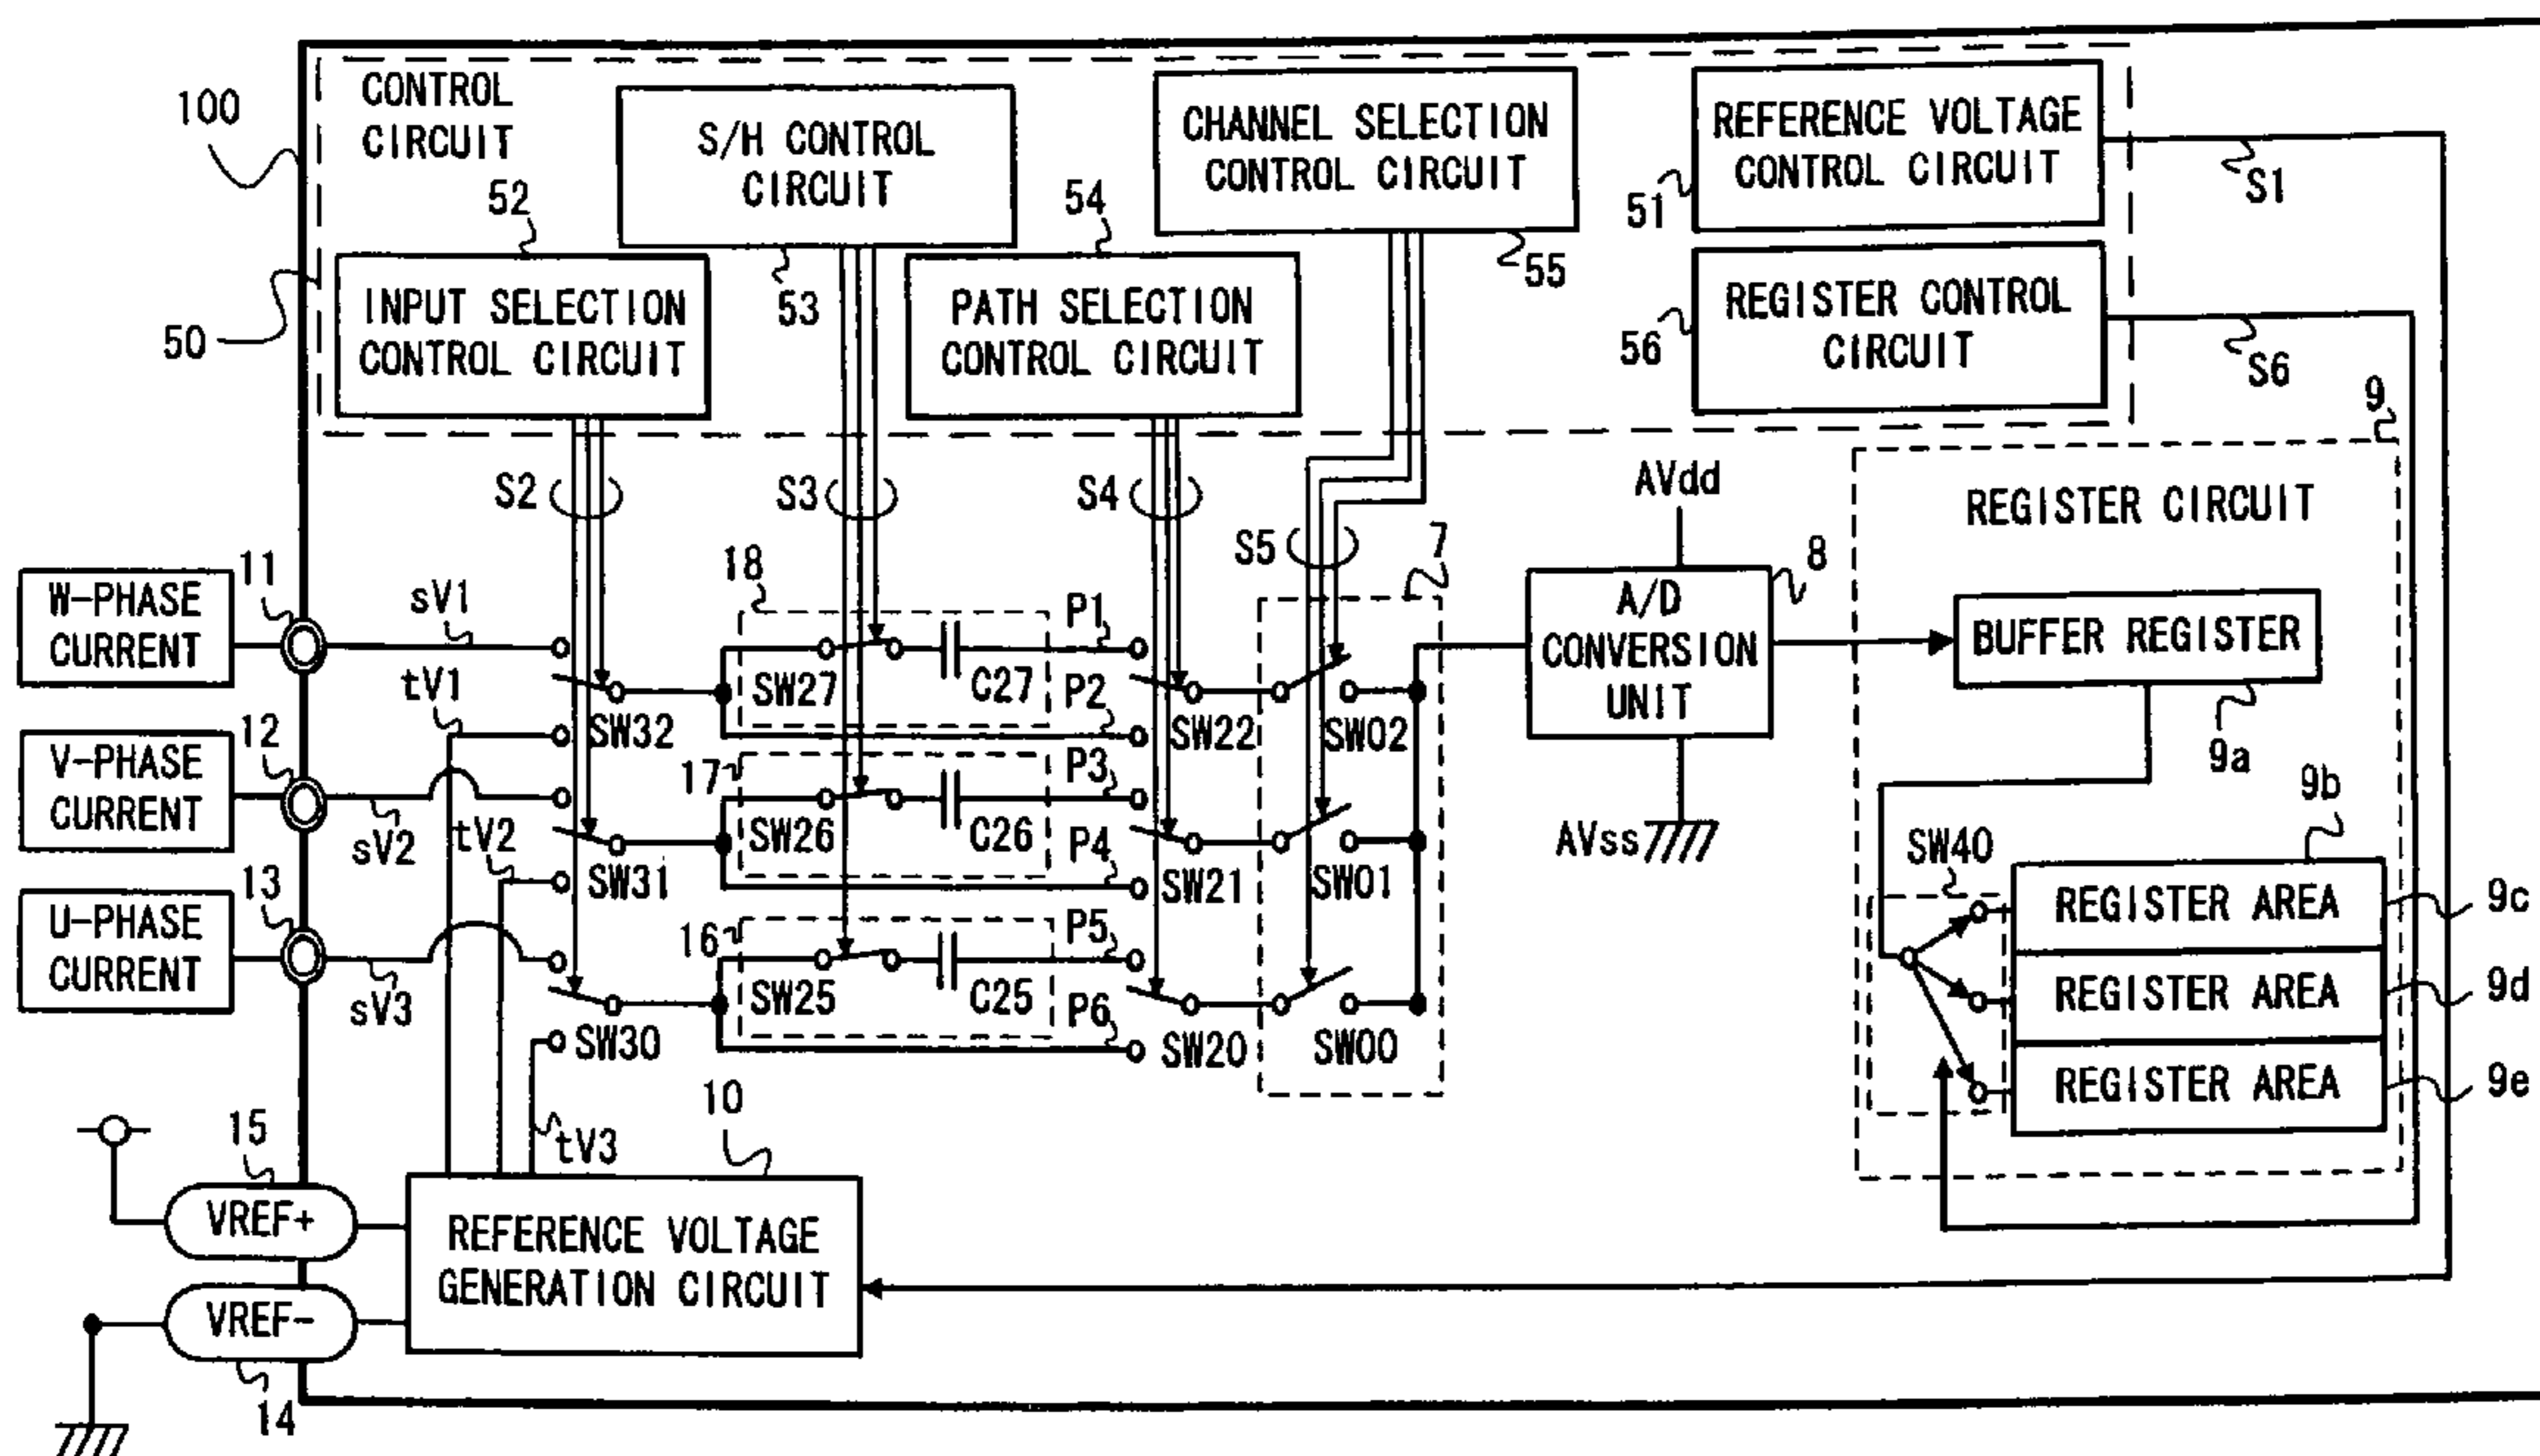 100
CONTROL
CIRCUIT
S/H CONTROL
CIRCUIT
CHANNEL SELECTION
CONTROL CIRCUIT
REFERENCE VOLTAGE
CONTROL CIRCUIT
S1
51
52
53
54
55
50
INPUT SELECTION
CONTROL CIRCUIT
PATH SELECTION
CONTROL CIRCUIT
REGISTER CONTROL
CIRCUIT
56
S6
9
S2
S3
S4
S5
7
AVdd
8
REGISTER CIRCUIT
W-PHASE
CURRENT
11
sV1
tV1
18
P1
P2
SW32
SW27
C27
SW22
SW02
A/D
CONVERSION
UNIT
BUFFER REGISTER
9a
V-PHASE
CURRENT
12
sV2
tV2
17
P3
P4
SW31
SW26
C26
SW21
SW01
AVss
9b
SW40
U-PHASE
CURRENT
13
sV3
tV3
16
P5
P6
SW30
SW25
C25
SW20
SW00
REGISTER AREA
9c
REGISTER AREA
9d
REGISTER AREA
9e
10
15
VREF+
VREF-
14
REFERENCE VOLTAGE
GENERATION CIRCUIT